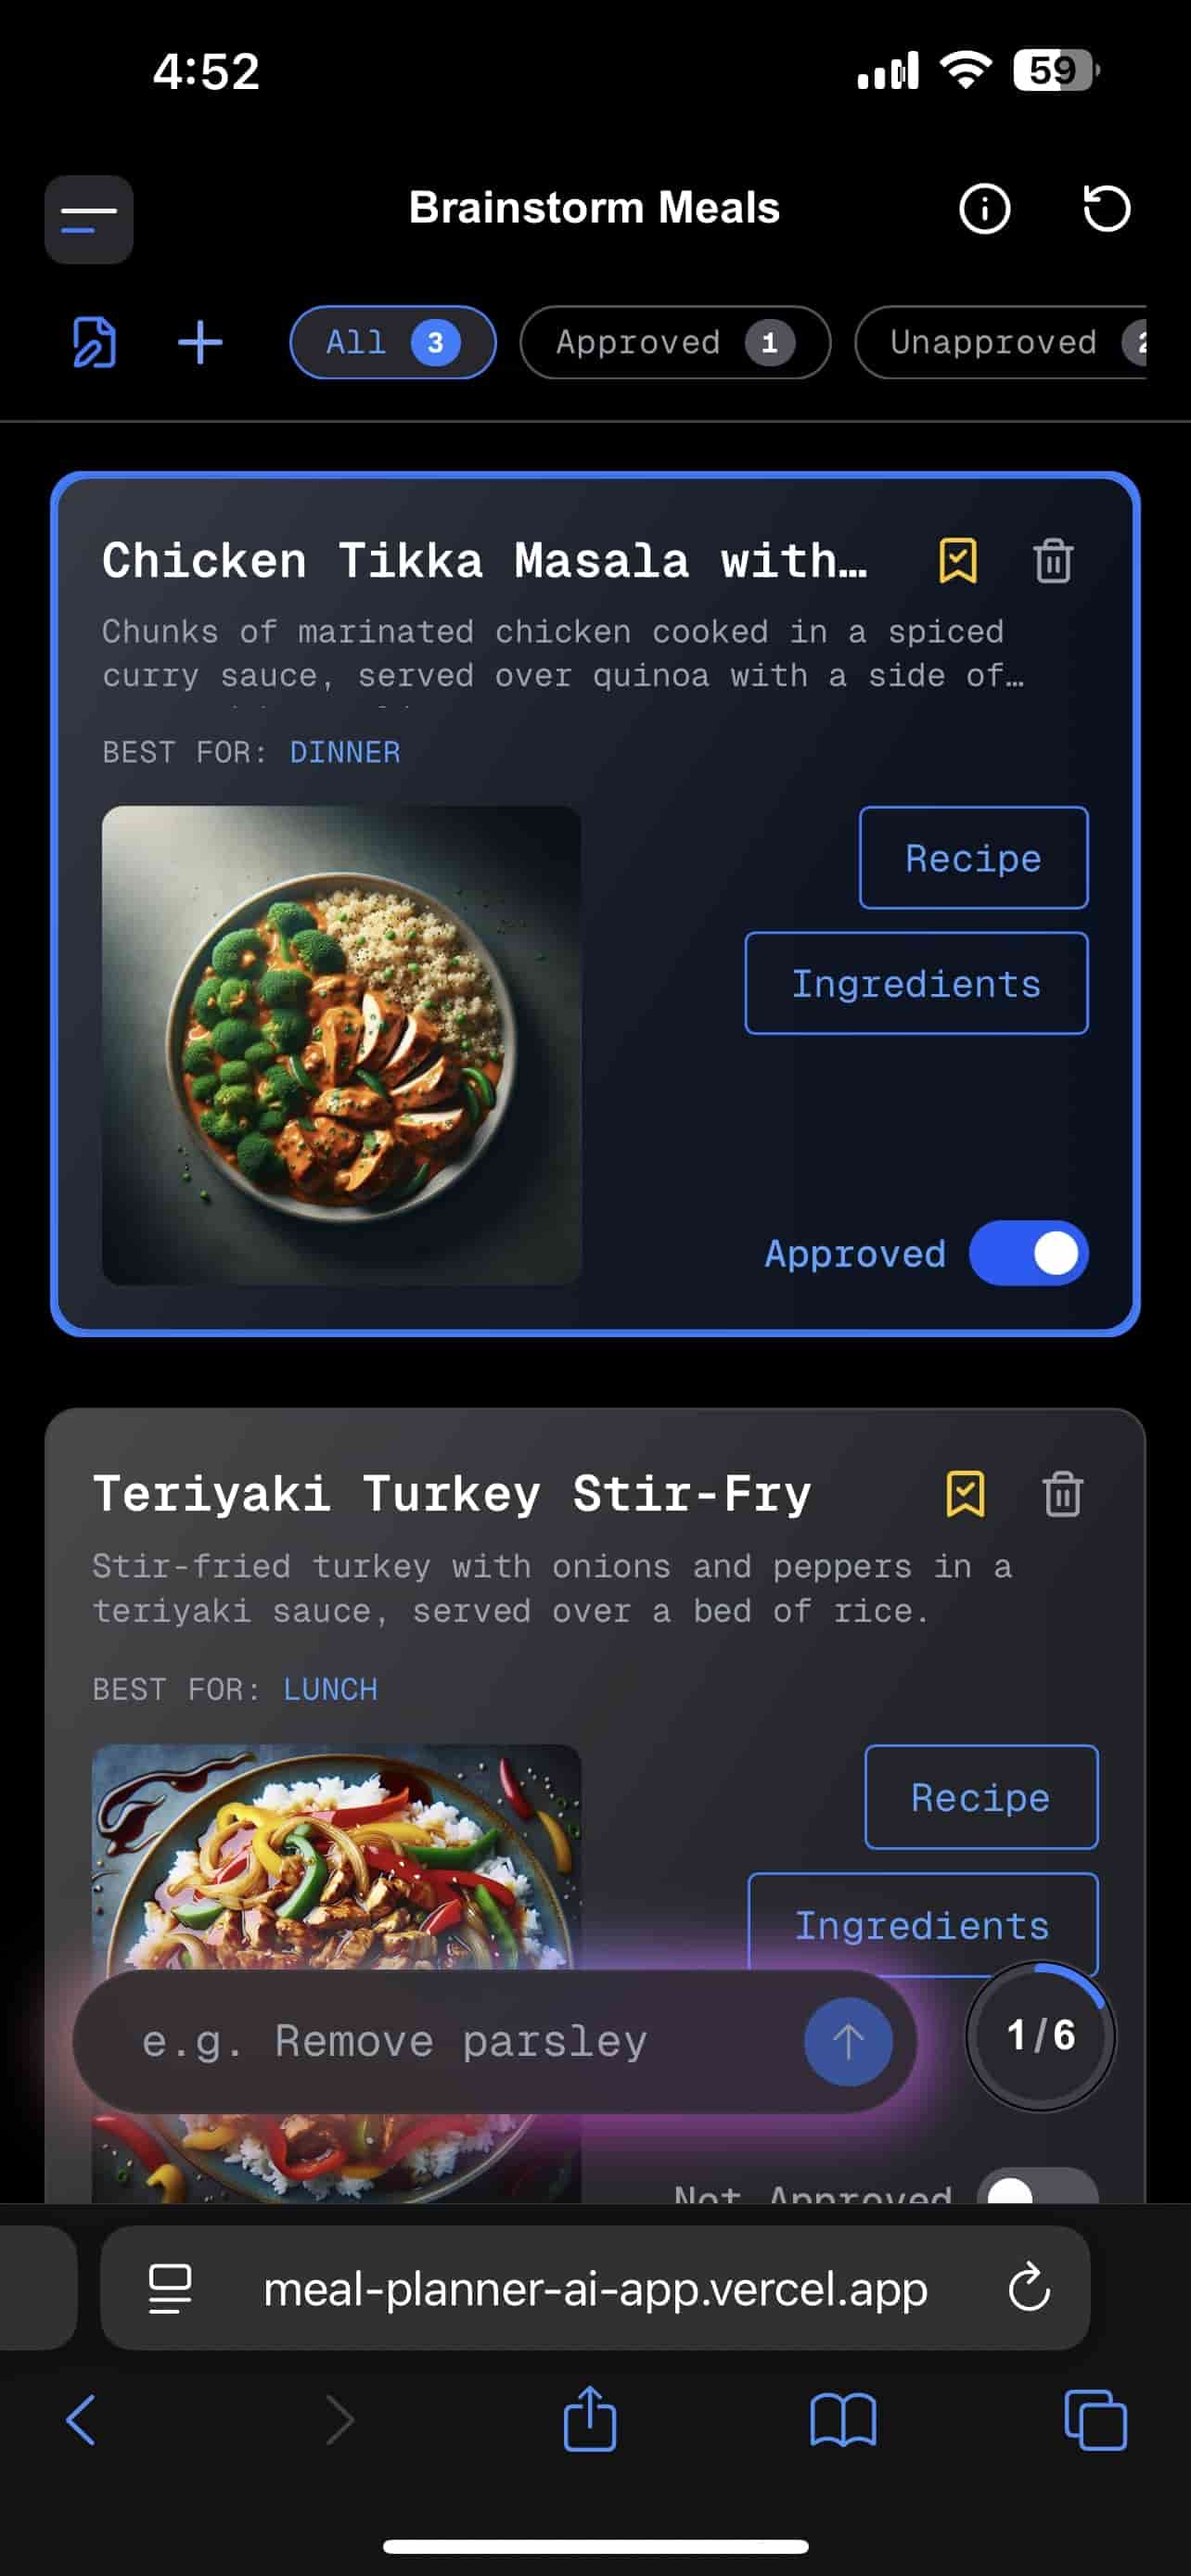 4:52
59
Brainstorm Meals
All 3
Approved 1
Unapproved 2
Chicken Tikka Masala with…
Chunks of marinated chicken cooked in a spiced
curry sauce, served over quinoa with a side of…
BEST FOR: DINNER
Recipe
Ingredients
Approved
Teriyaki Turkey Stir-Fry
Stir-fried turkey with onions and peppers in a
teriyaki sauce, served over a bed of rice.
BEST FOR: LUNCH
Recipe
Ingredients
e.g. Remove parsley
1/6
Not Approved
meal-planner-ai-app.vercel.app